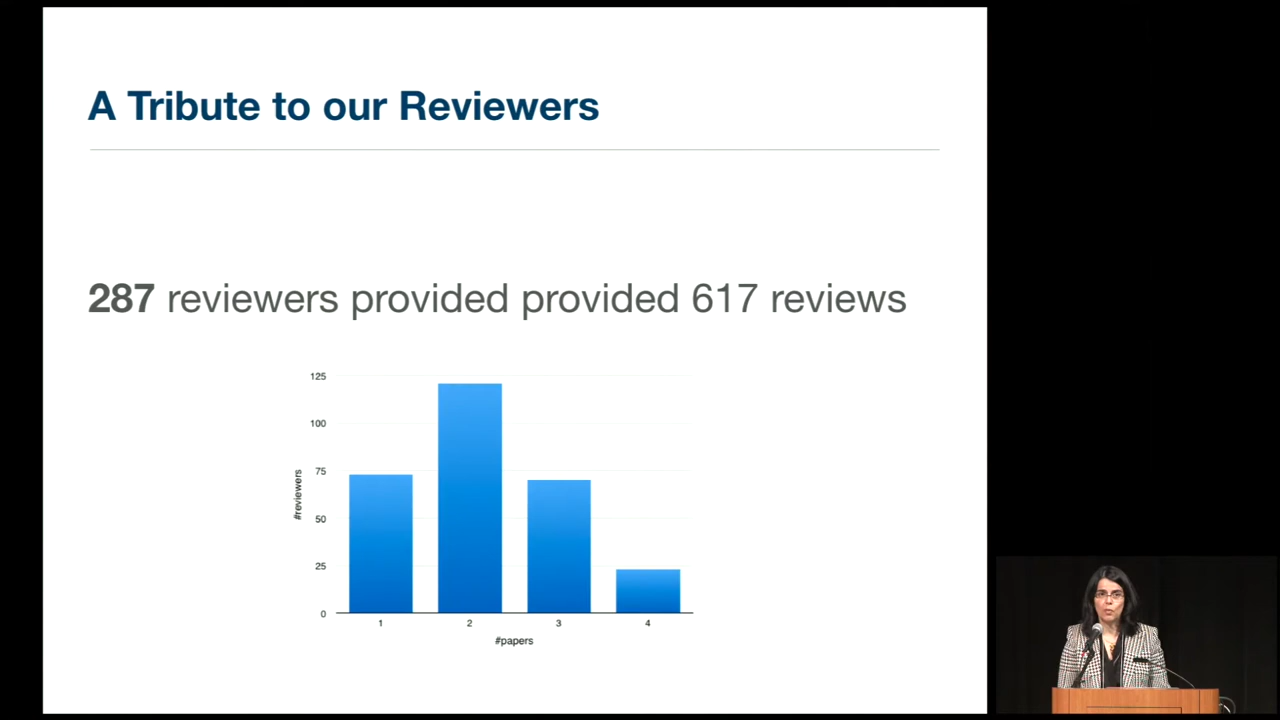 A Tribute to our Reviewers
287 reviewers provided provided 617 reviews
125
100
75
50
25
0
#reviewers
1 2 3 4
#papers